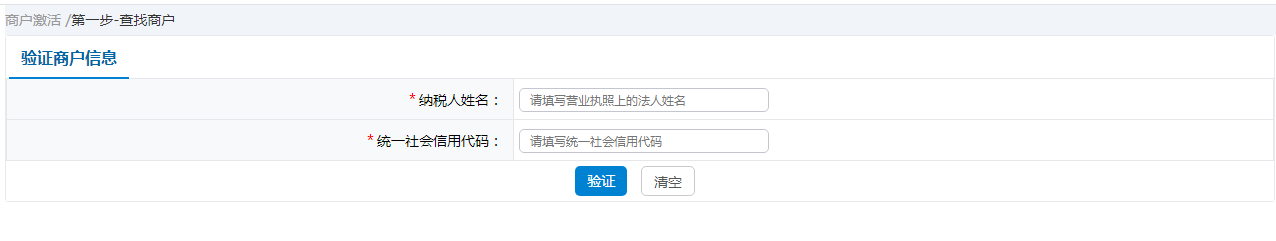 商户激活 /第一步-查找商户
验证商户信息
*纳税人姓名： 请填写营业执照上的法人姓名
*统一社会信用代码： 请填写统一社会信用代码
验证 清空